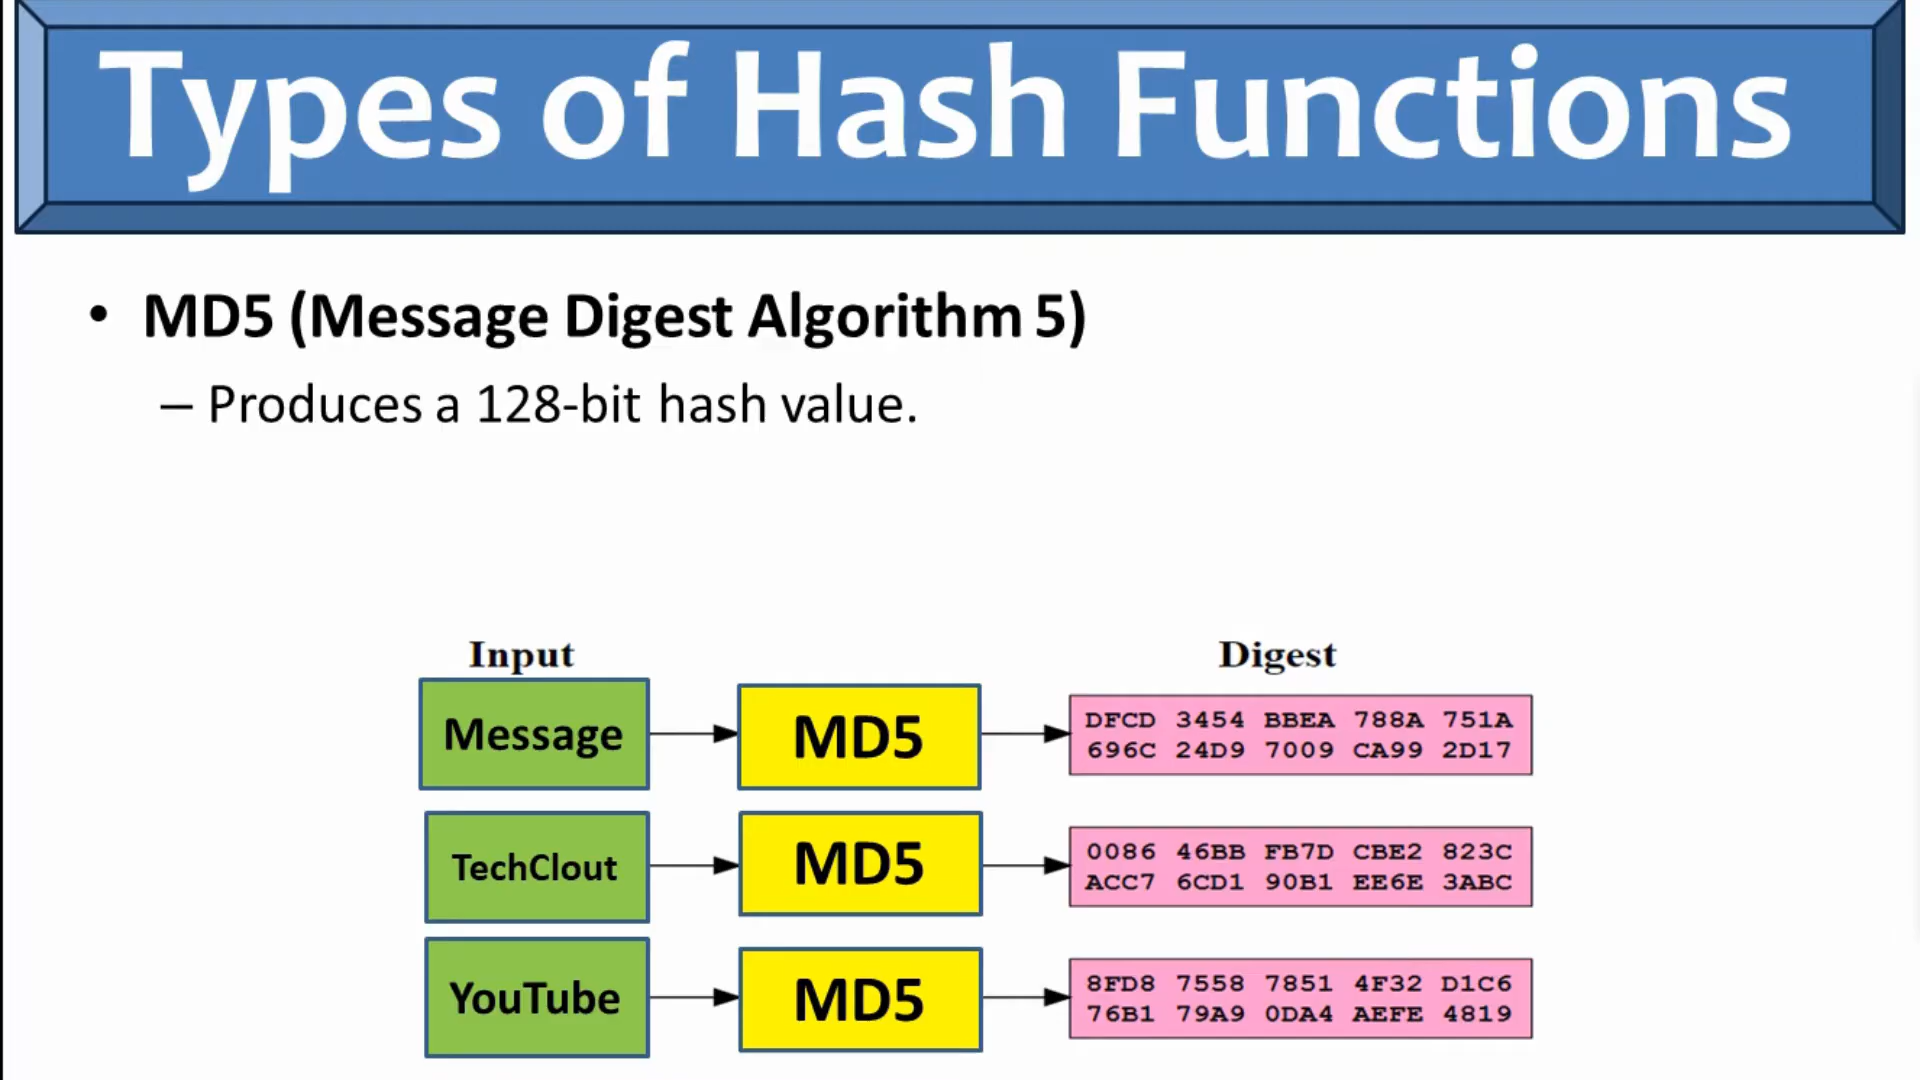 Types of Hash Functions
• MD5 (Message Digest Algorithm 5)
– Produces a 128-bit hash value.
Input Digest
Message MD5 DFCD 3454 BBEA 788A 751A
696C 24D9 7009 CA99 2D17
TechClout MD5 0086 46BB FB7D CBE2 823C
ACC7 6CD1 90B1 EE6E 3ABC
YouTube MD5 8FD8 7558 7851 4F32 D1C6
76B1 79A9 0DA4 AEFE 4819